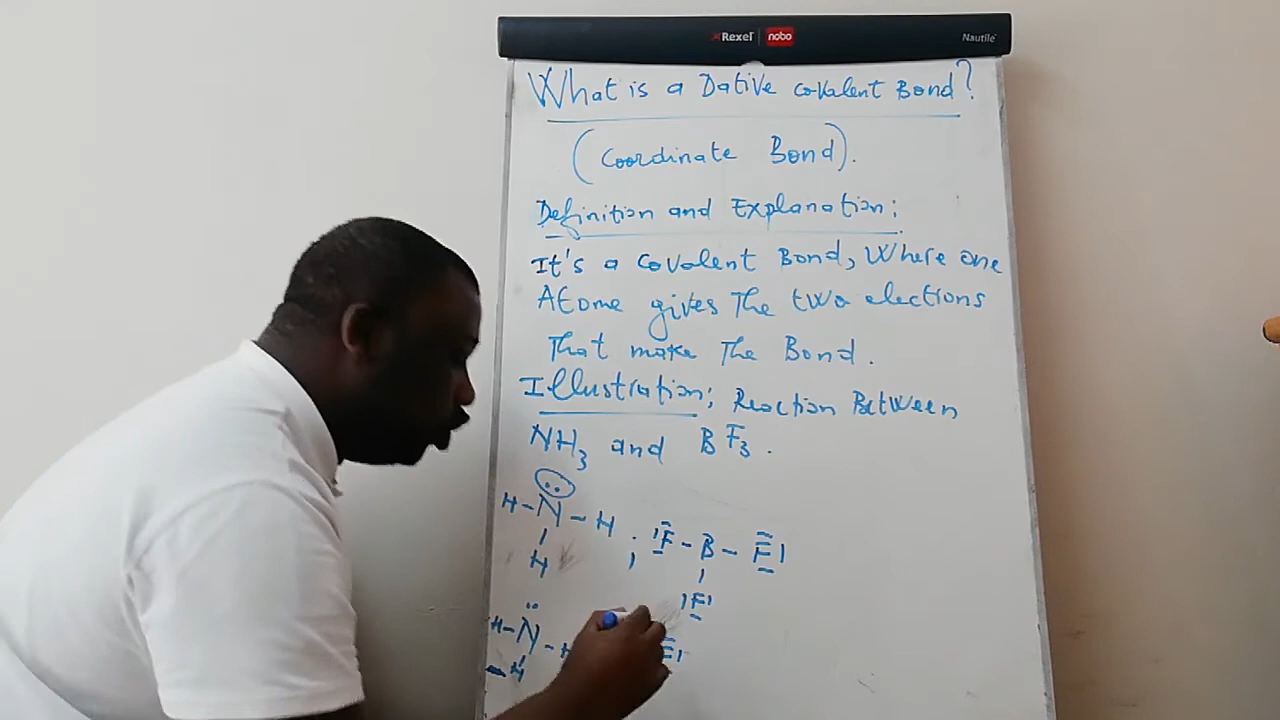 Rexel nobo Nautile
What is a Dative covalent Bond?
(Coordinate Bond).
Definition and Explanation:
It's a covalent Bond, Where one
Atome gives The two elections
That make The Bond.
Illustration; Reaction Between
NH3 and BF3.
H-N-H ; F-B-F
H F
H-N-H F
H